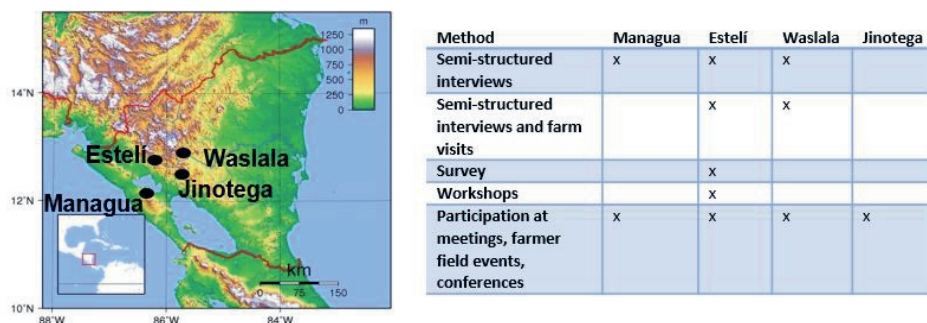 m
1250
1000
750
500
250
0
14˚N
12˚N
10˚N
Estelí
Waslala
Jinotega
Managua
km
0 75 150
88˚W 86˚W 84˚W
Method Managua Estelí Waslala Jinotega
Semi-structured x x x
interviews
Semi-structured x x
interviews and farm
visits
Survey x
Workshops x
Participation at x x x x
meetings, farmer
field events,
conferences